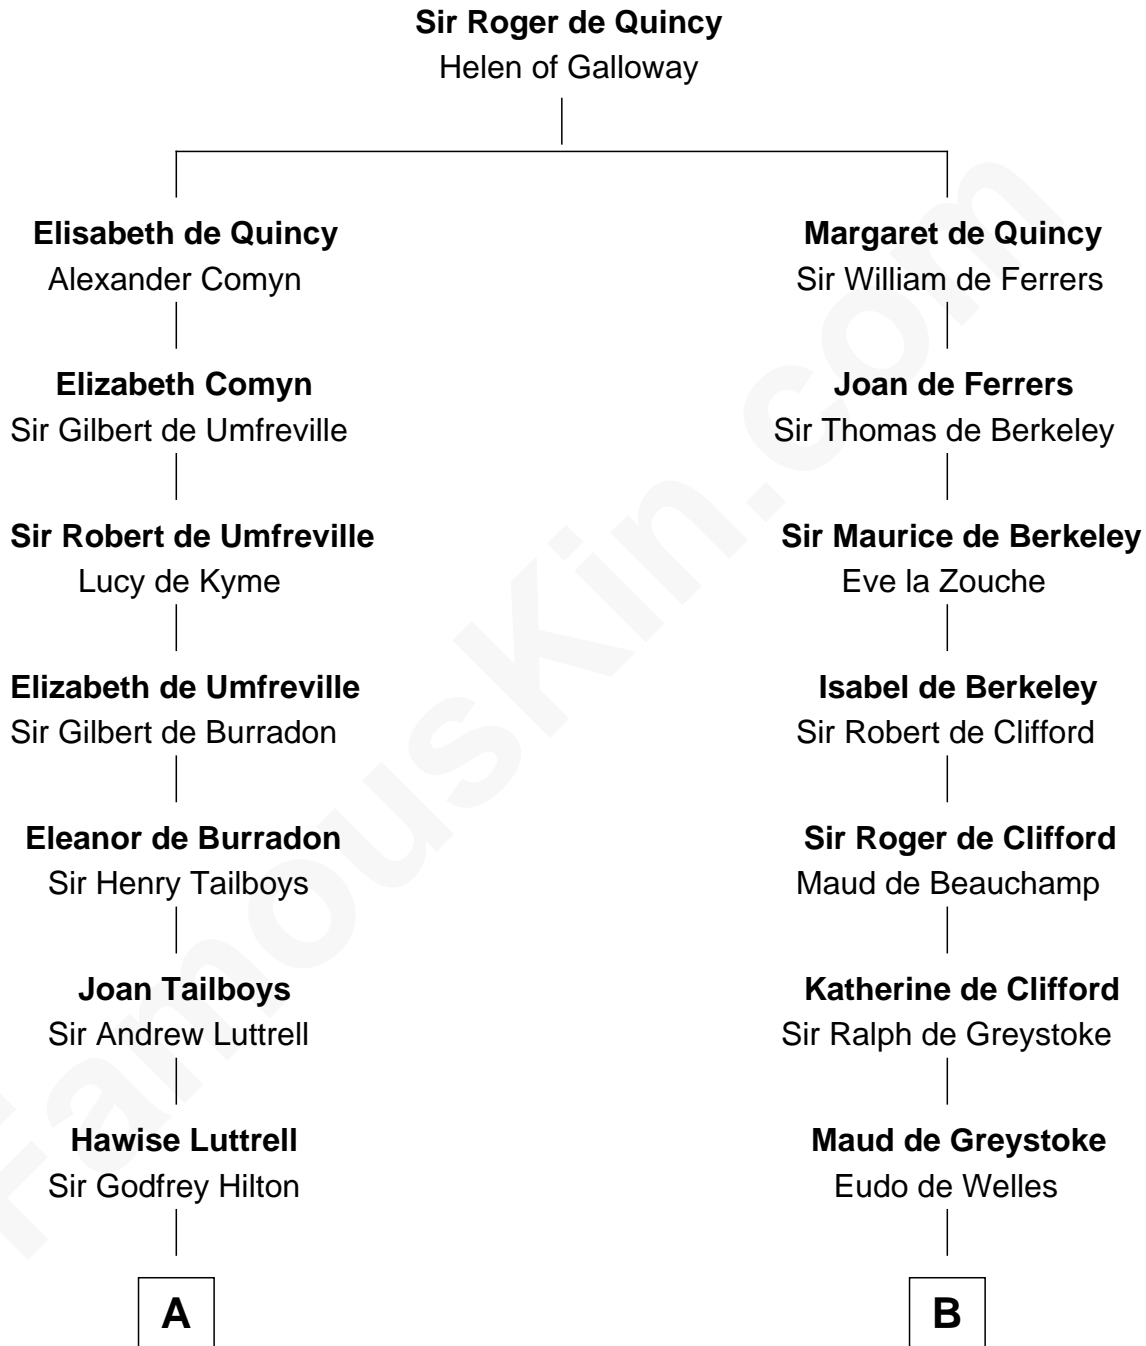 Sir Roger de Quincy
Helen of Galloway
Elisabeth de Quincy
Alexander Comyn
Margaret de Quincy
Sir William de Ferrers
Elizabeth Comyn
Sir Gilbert de Umfreville
Joan de Ferrers
Sir Thomas de Berkeley
Sir Robert de Umfreville
Lucy de Kyme
Sir Maurice de Berkeley
Eve la Zouche
Elizabeth de Umfreville
Sir Gilbert de Burradon
Isabel de Berkeley
Sir Robert de Clifford
Eleanor de Burradon
Sir Henry Tailboys
Sir Roger de Clifford
Maud de Beauchamp
Joan Tailboys
Sir Andrew Luttrell
Katherine de Clifford
Sir Ralph de Greystoke
Hawise Luttrell
Sir Godfrey Hilton
Maud de Greystoke
Eudo de Welles
A
B
FamousKin.com